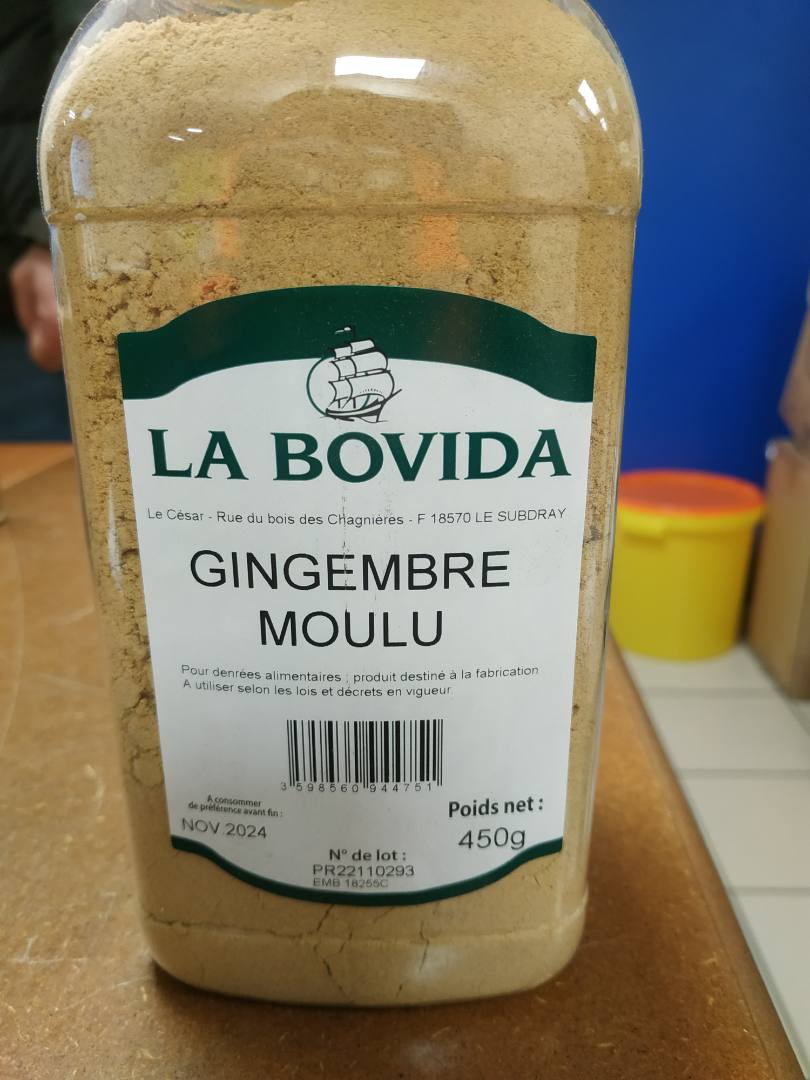 LA BOVIDA
Le César - Rue du bois des Chagnières - F 18570 LE SUBDRAY
GINGEMBRE
MOULU
Pour denrées alimentaires ; produit destiné à la fabrication
A utiliser selon les lois et décrets en vigueur
3 598560 944751
A consommer
de préférence avant fin :
NOV 2024
Poids net :
450g
N° de lot :
PR22110293
EMB 18255C